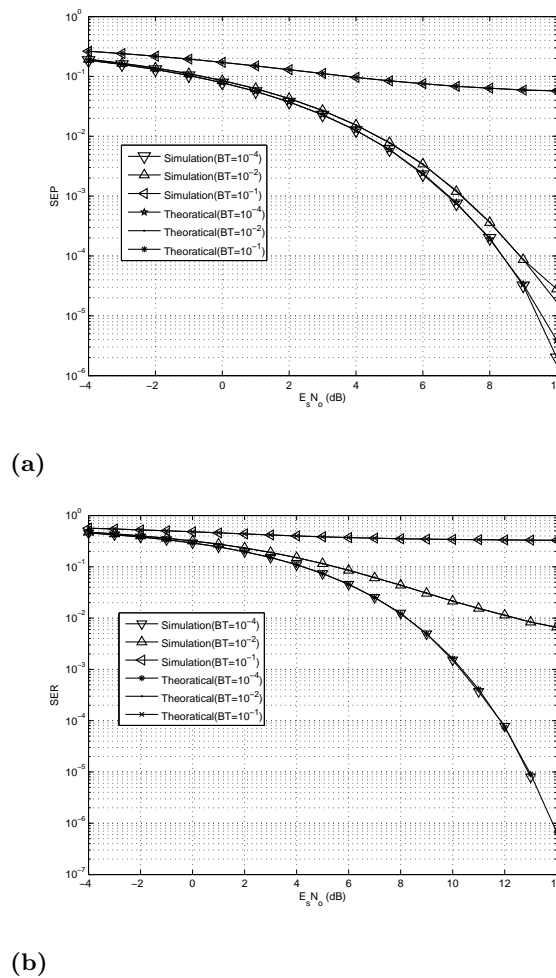 10^0
10^-1
10^-2
10^-3
10^-4
10^-5
10^-6
SEP
Simulation(BT=10^-4)
Simulation(BT=10^-2)
Simulation(BT=10^-1)
Theoratical(BT=10^-4)
Theoratical(BT=10^-2)
Theoratical(BT=10^-1)
−4 −2 0 2 4 6 8 1
E_sN_o (dB)
(a)
10^0
10^-1
10^-2
10^-3
10^-4
10^-5
10^-6
10^-7
SER
Simulation(BT=10^-4)
Simulation(BT=10^-2)
Simulation(BT=10^-1)
Theoratical(BT=10^-4)
Theoratical(BT=10^-2)
Theoratical(BT=10^-1)
−4 −2 0 2 4 6 8 10 12 1
E_sN_o (dB)
(b)